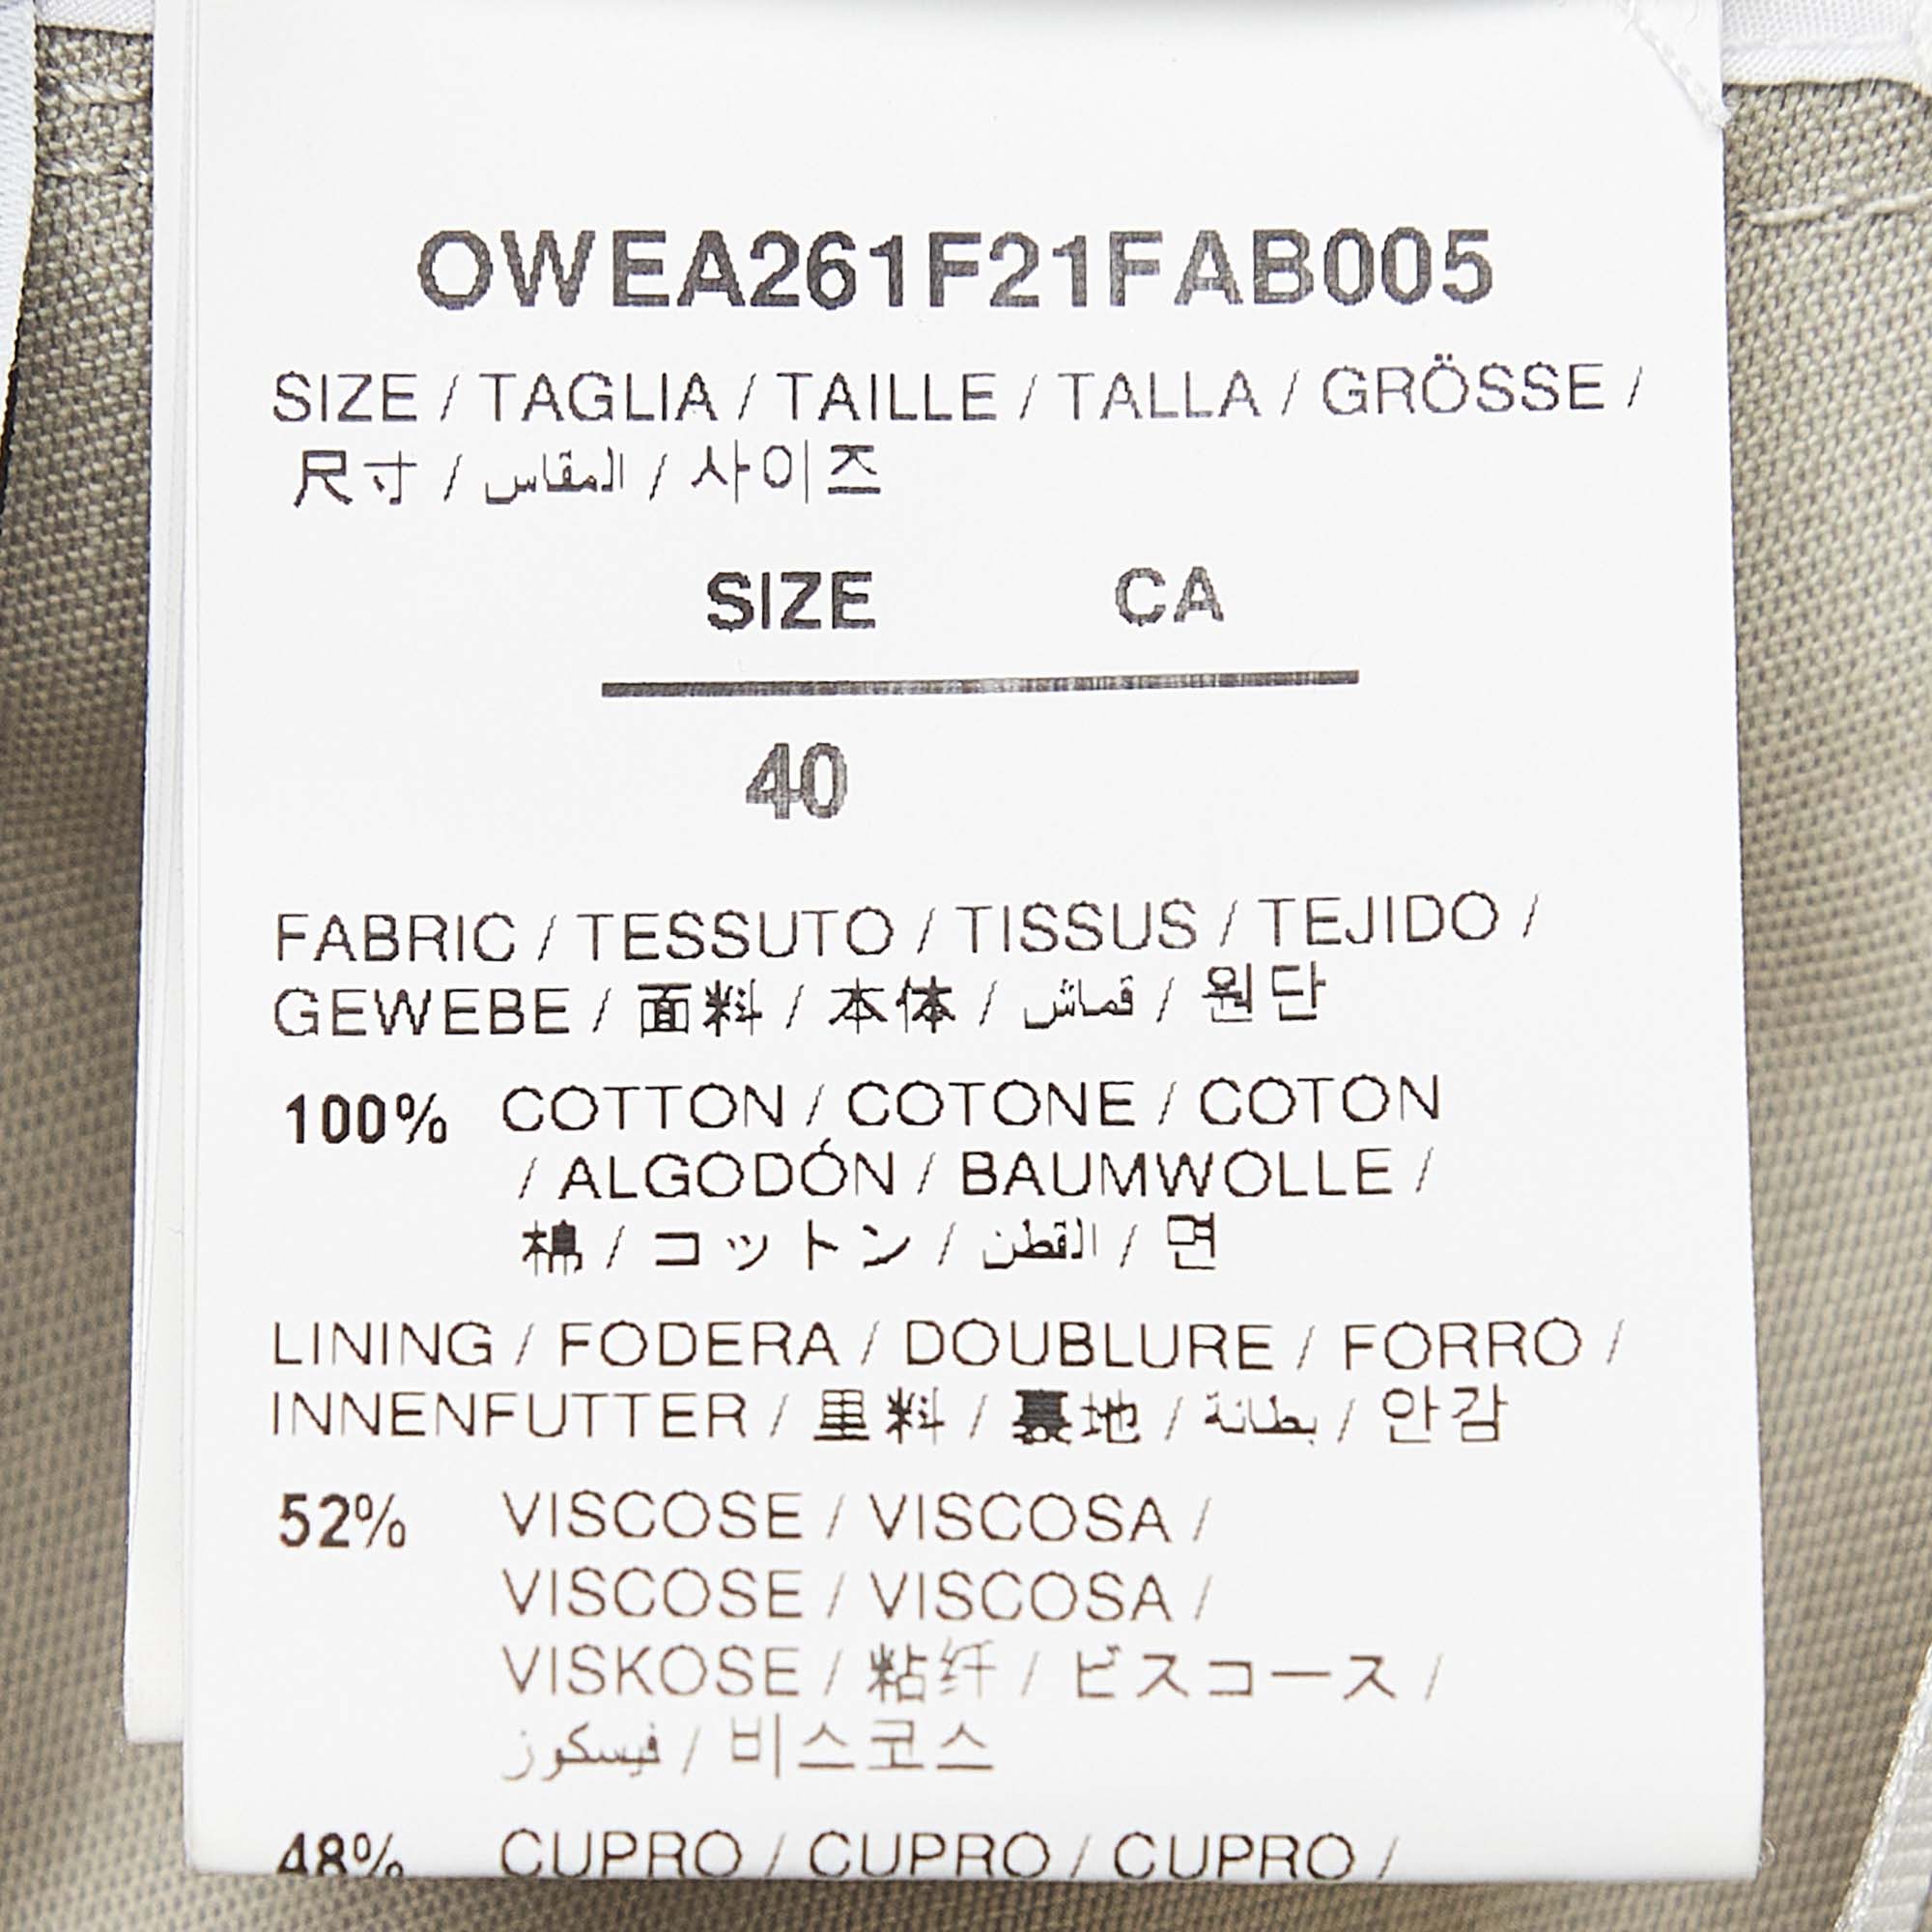 OWEA261F21FAB005
SIZE / TAGLIA / TAILLE / TALLA / GRÖSSE /
尺寸 / المقاس / 사이즈
SIZE CA
40
FABRIC / TESSUTO / TISSUS / TEJIDO /
GEWEBE / 面料 / 本体 / قماش / 원단
100% COTTON / COTONE / COTON
/ ALGODÓN / BAUMWOLLE /
棉 / コットン / القطن / 면
LINING / FODERA / DOUBLURE / FORRO /
INNENFUTTER / 里料 / 裏地 / بطانة / 안감
52% VISCOSE / VISCOSA /
VISCOSE / VISCOSA /
VISKOSE / 粘纤 / ビスコース /
فيسكوز / 비스코스
48% CUPRO / CUPRO / CUPRO /